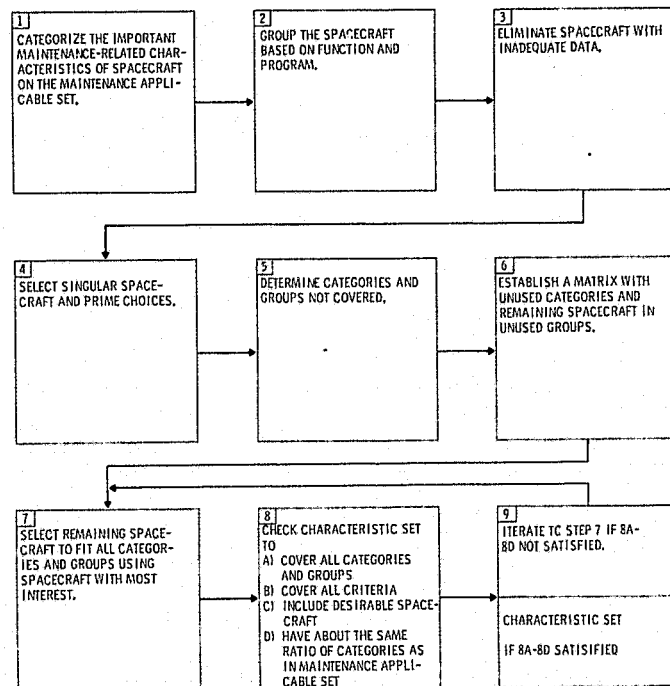 1
CATEGORIZE THE IMPORTANT
MAINTENANCE-RELATED CHAR-
ACTERISTICS OF SPACECRAFT
ON THE MAINTENANCE APPLI-
CABLE SET.
2
GROUP THE SPACECRAFT
BASED ON FUNCTION AND
PROGRAM.
3
ELIMINATE SPACECRAFT WITH
INADEQUATE DATA.
4
SELECT SINGULAR SPACE-
CRAFT AND PRIME CHOICES.
5
DETERMINE CATEGORIES AND
GROUPS NOT COVERED.
6
ESTABLISH A MATRIX WITH
UNUSED CATEGORIES AND
REMAINING SPACECRAFT IN
UNUSED GROUPS.
7
SELECT REMAINING SPACE-
CRAFT TO FIT ALL CATEGOR-
IES AND GROUPS USING
SPACECRAFT WITH MOST
INTEREST.
8
CHECK CHARACTERISTIC SET
TO
A) COVER ALL CATEGORIES
AND GROUPS
B) COVER ALL CRITERIA
C) INCLUDE DESIRABLE SPACE-
CRAFT
D) HAVE ABOUT THE SAME
RATIO OF CATEGORIES AS
IN MAINTENANCE APPLI-
CABLE SET
9
ITERATE TC STEP 7 IF 8A-
8D NOT SATISFIED.
CHARACTERISTIC SET
IF 8A-8D SATISIFIED